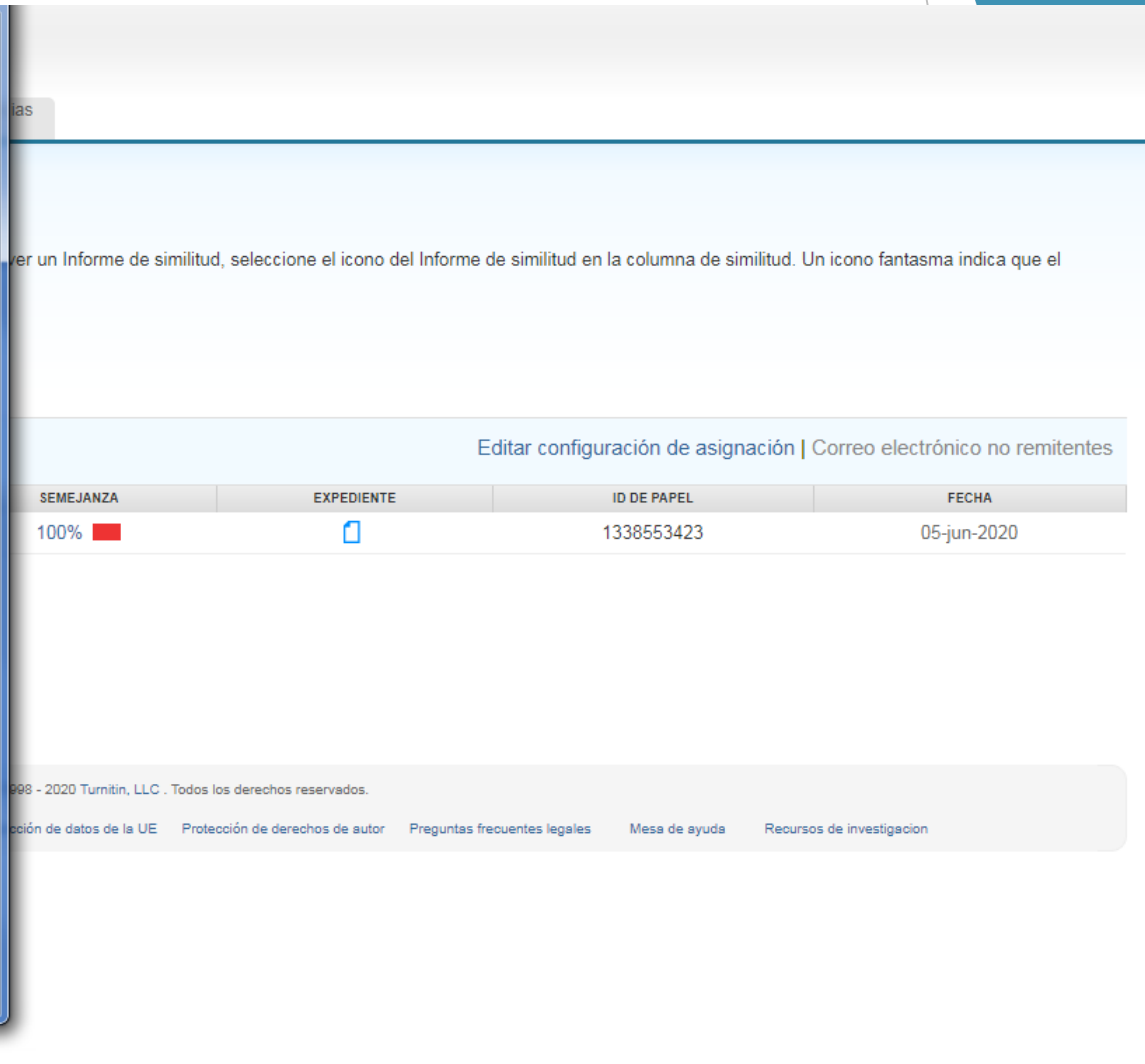 ias
ver un Informe de similitud, seleccione el icono del Informe de similitud en la columna de similitud. Un icono fantasma indica que el
Editar configuración de asignación | Correo electrónico no remitentes
SEMEJANZA EXPEDIENTE ID DE PAPEL FECHA
100% 1338553423 05-jun-2020
998 - 2020 Turnitin, LLC . Todos los derechos reservados.
cción de datos de la UE Protección de derechos de autor Preguntas frecuentes legales Mesa de ayuda Recursos de investigacion